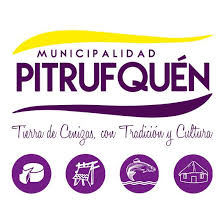 MUNICIPALIDAD
PITRUFQUÉN
Tierra de Cenizas, con Tradición y Cultura